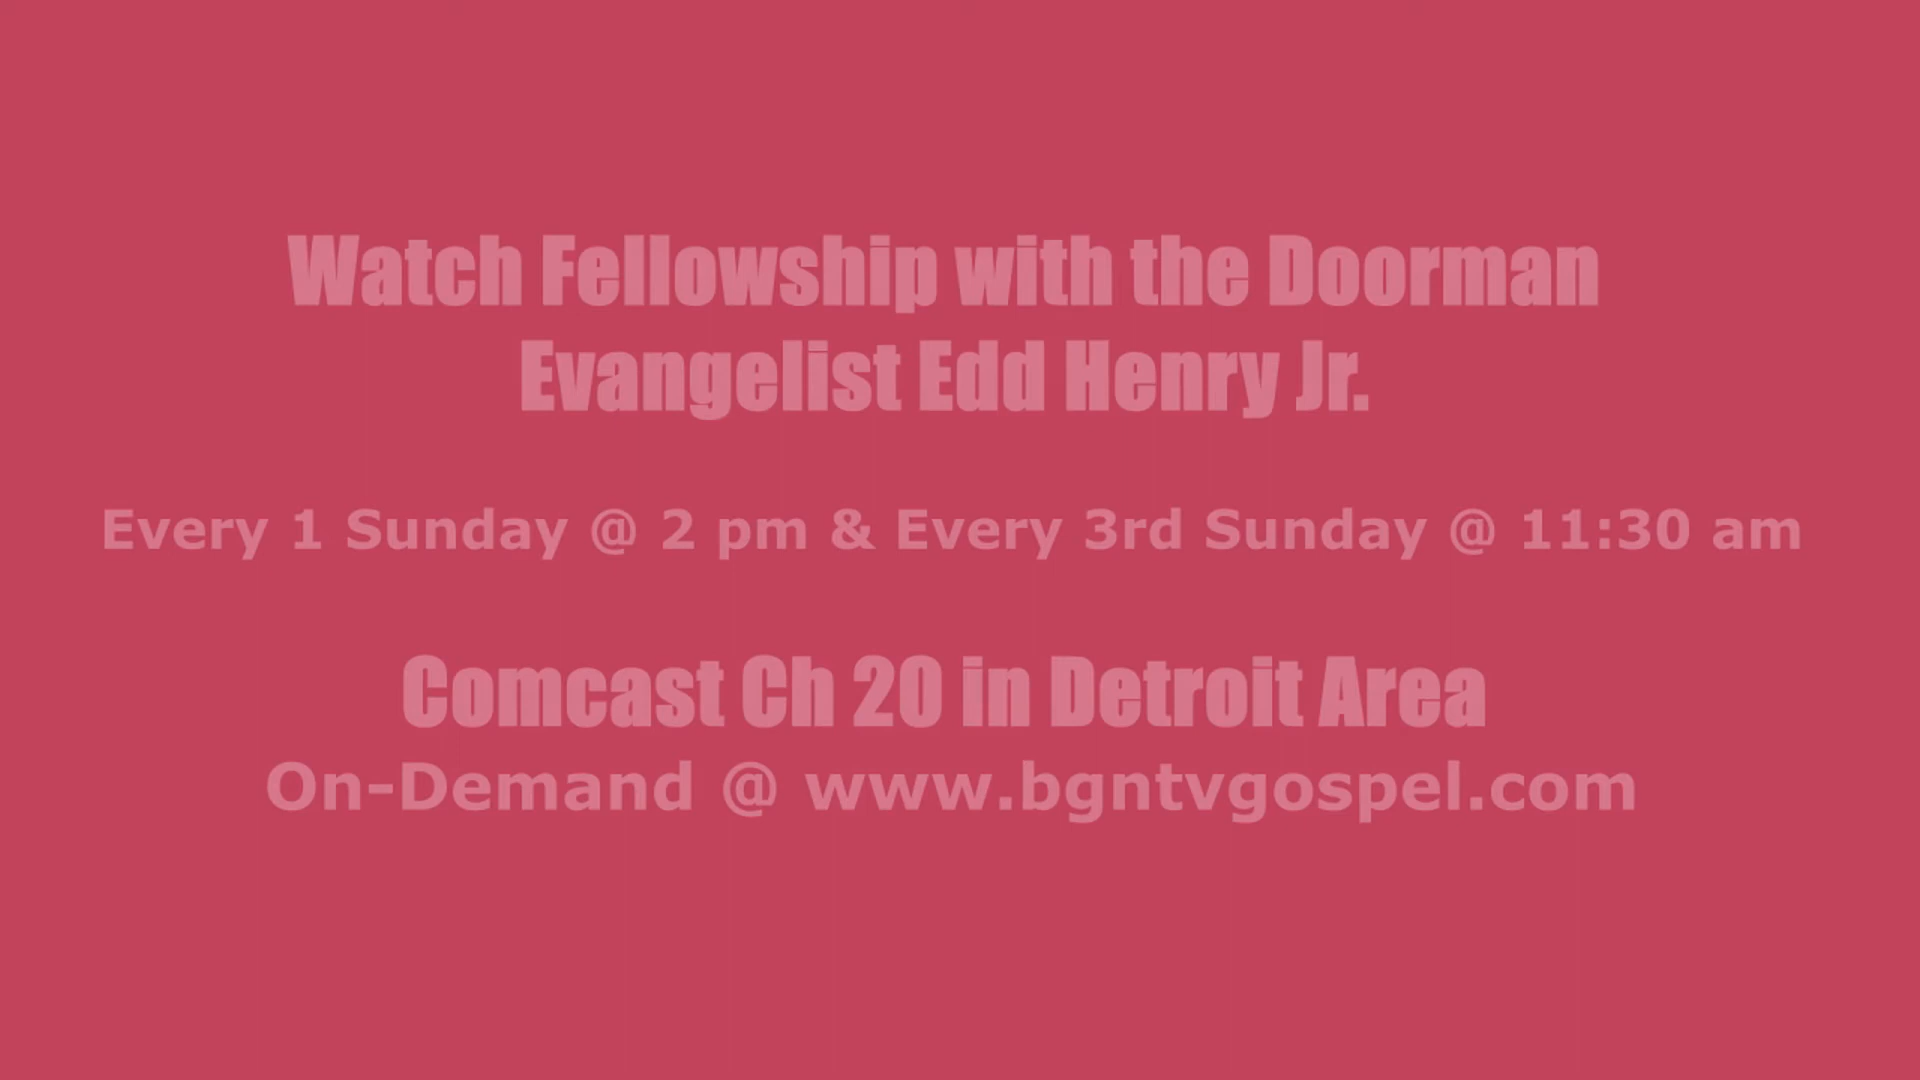 Watch Fellowship with the Doorman
Evangelist Edd Henry Jr.
Every 1 Sunday @ 2 pm & Every 3rd Sunday @ 11:30 am
Comcast Ch 20 in Detroit Area
On-Demand @ www.bgntvgospel.com